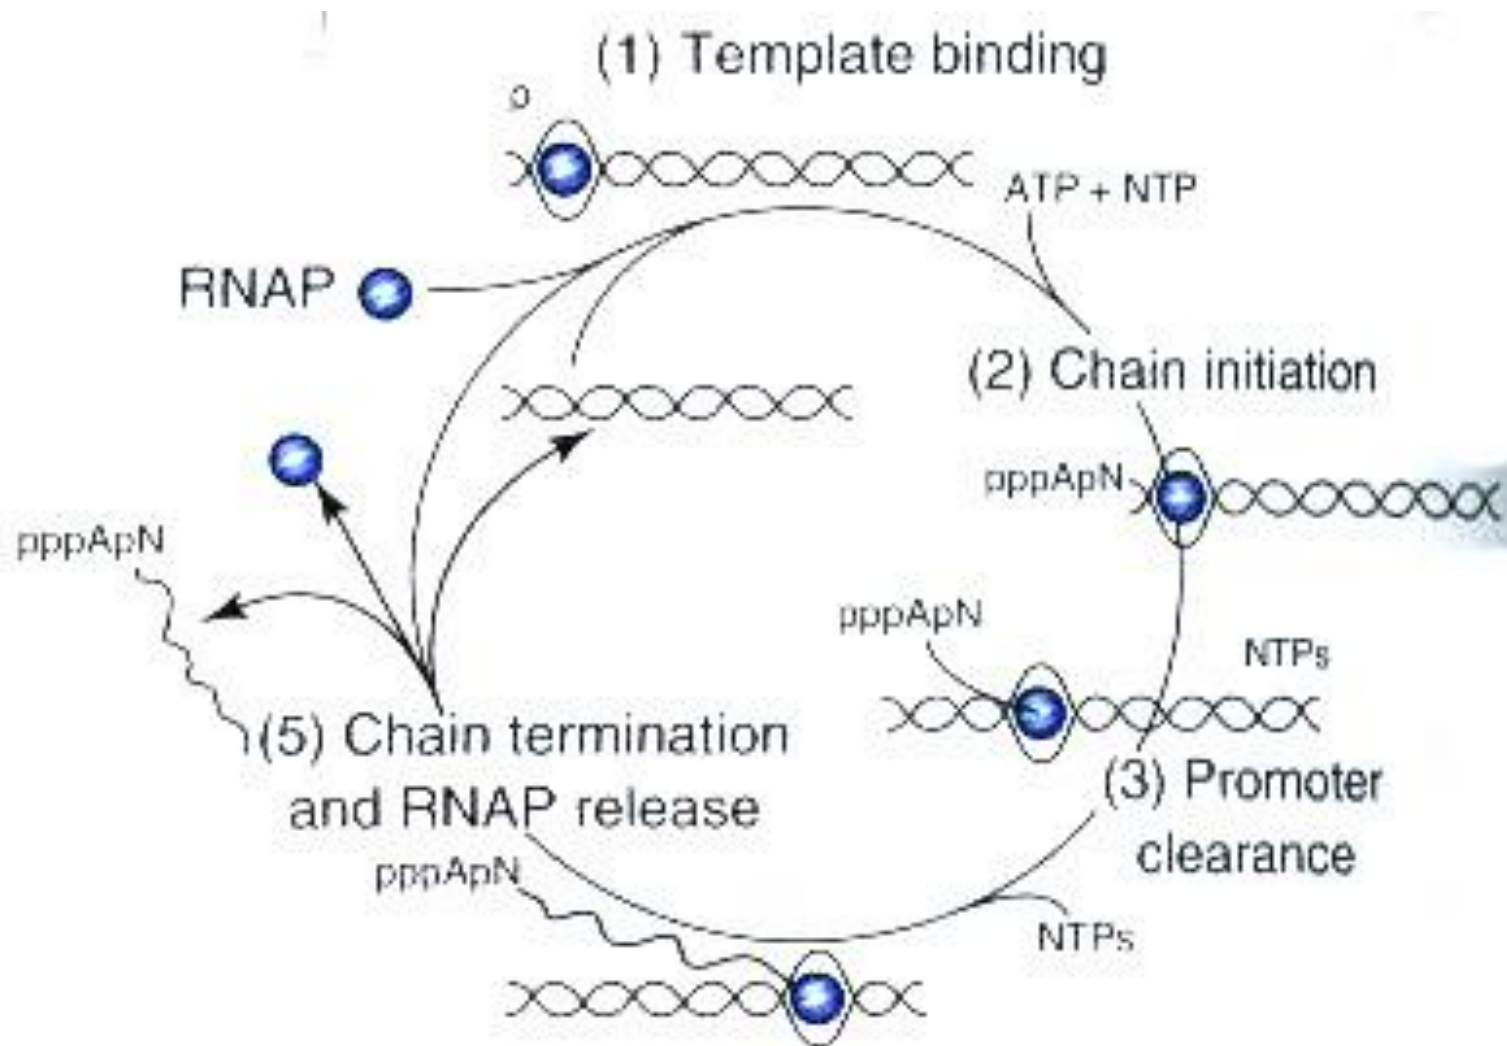 (1) Template binding
p
ATP + NTP
RNAP
(2) Chain initiation
pppApN
pppApN
pppApN
NTPs
(5) Chain termination
and RNAP release
(3) Promoter
clearance
pppApN
NTPs